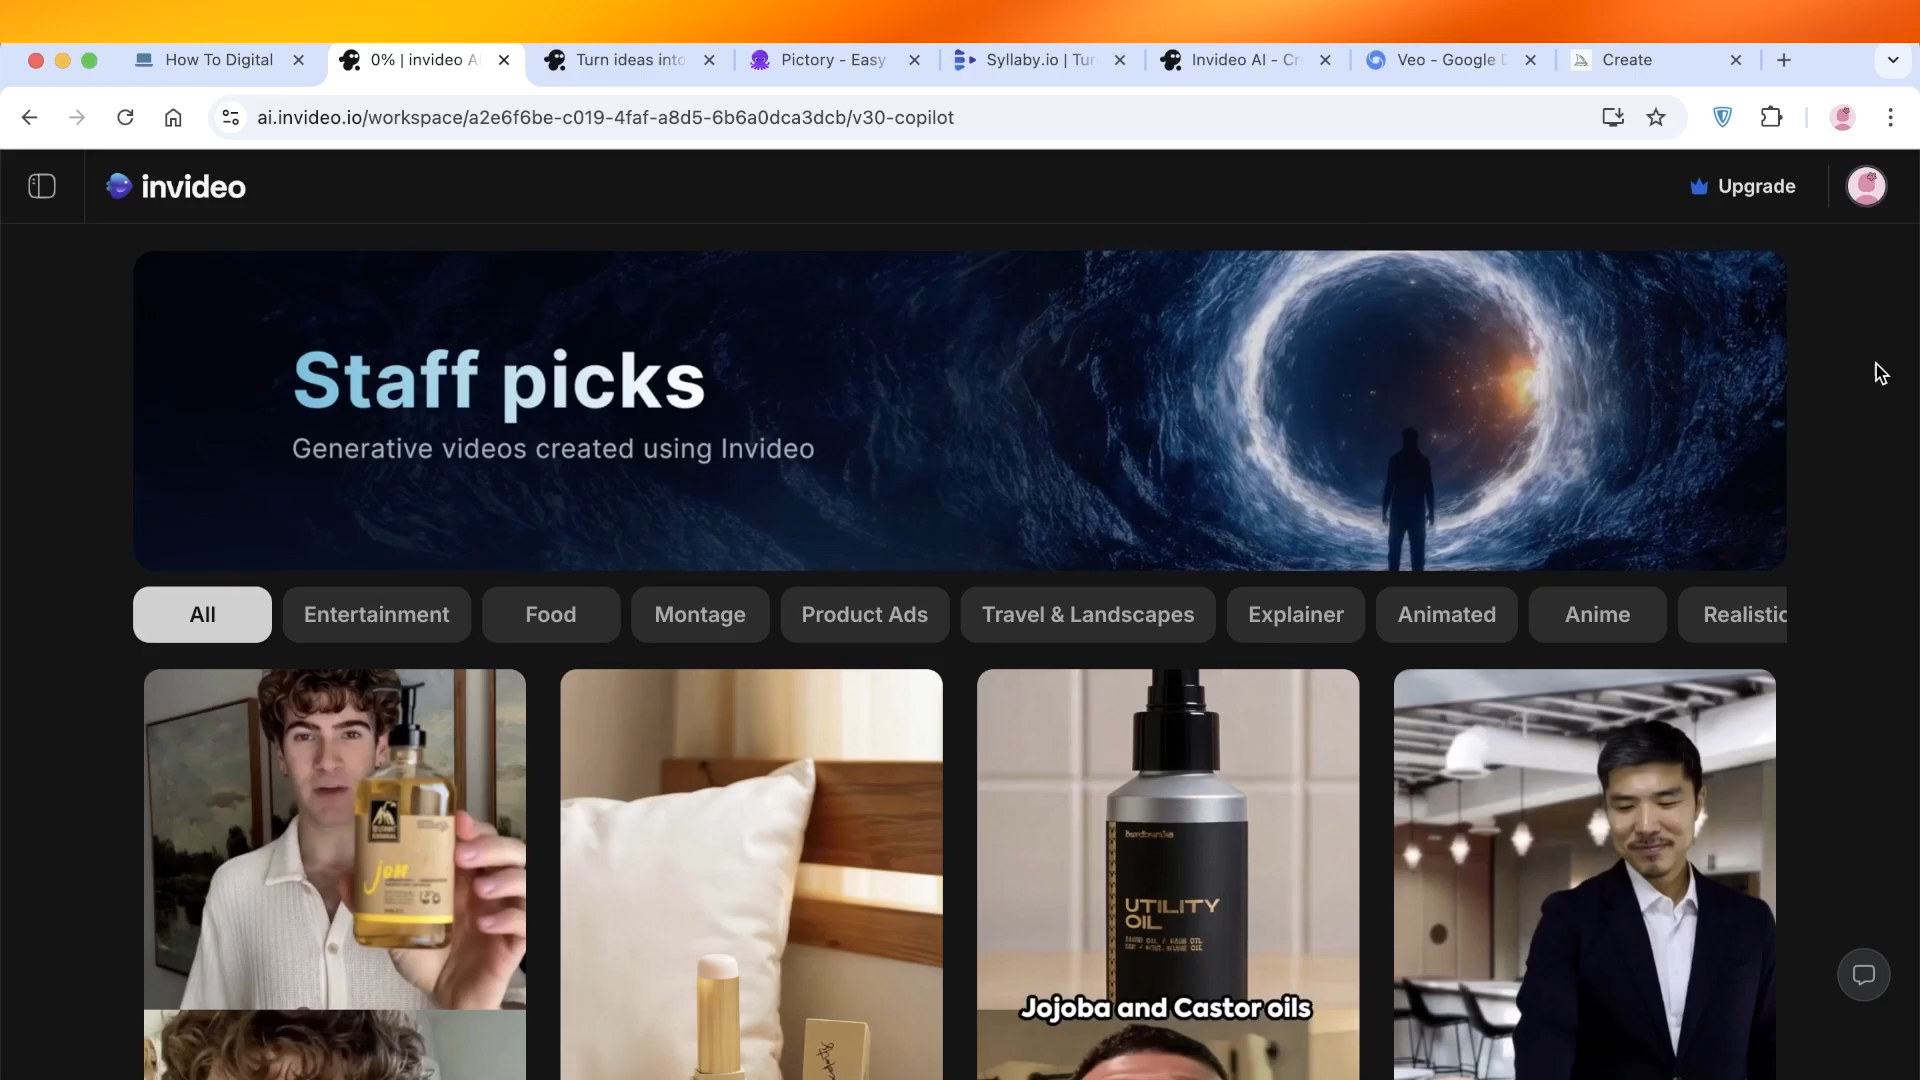 How To Digital
0% | invideo A
Turn ideas into
Pictory - Easy
Syllaby.io | Tur
Invideo AI - Cr
Veo - Google D
Create
ai.invideo.io/workspace/a2e6f6be-c019-4faf-a8d5-6b6a0dca3dcb/v30-copilot
invideo
Upgrade
Staff picks
Generative videos created using Invideo
All
Entertainment
Food
Montage
Product Ads
Travel & Landscapes
Explainer
Animated
Anime
Realistic
jon
UTILITY
OIL
Jojoba and Castor oils